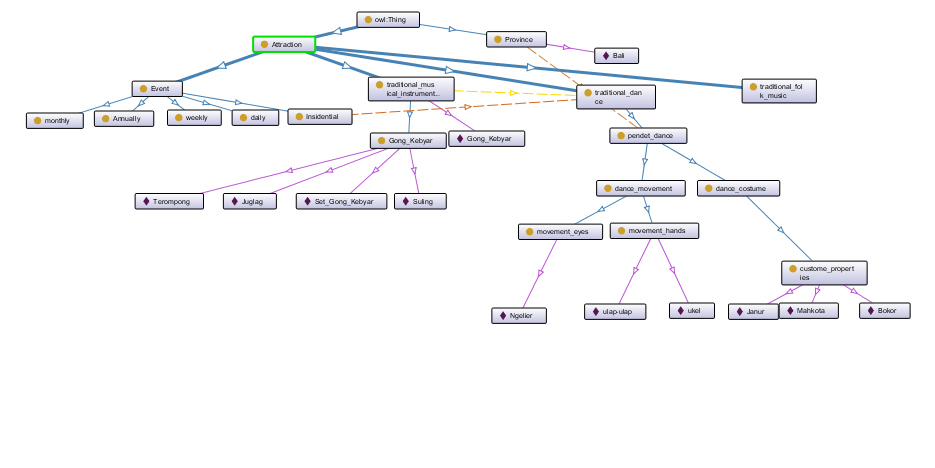 owl:Thing
Attraction
Province
Bali
Event
traditional_mus
ical_instrument...
traditional_dan
ce
traditional_fol
k_music
monthly
Annually
weekly
daily
Insidential
Gong_Kebyar
Gong_Kebyar
pendet_dance
Terompong
Juglag
Set_Gong_Kebyar
Suling
dance_movement
dance_costume
movement_eyes
movement_hands
custome_propert
ies
Ngelier
ulap-ulap
ukel
Janur
Mahkota
Bokor